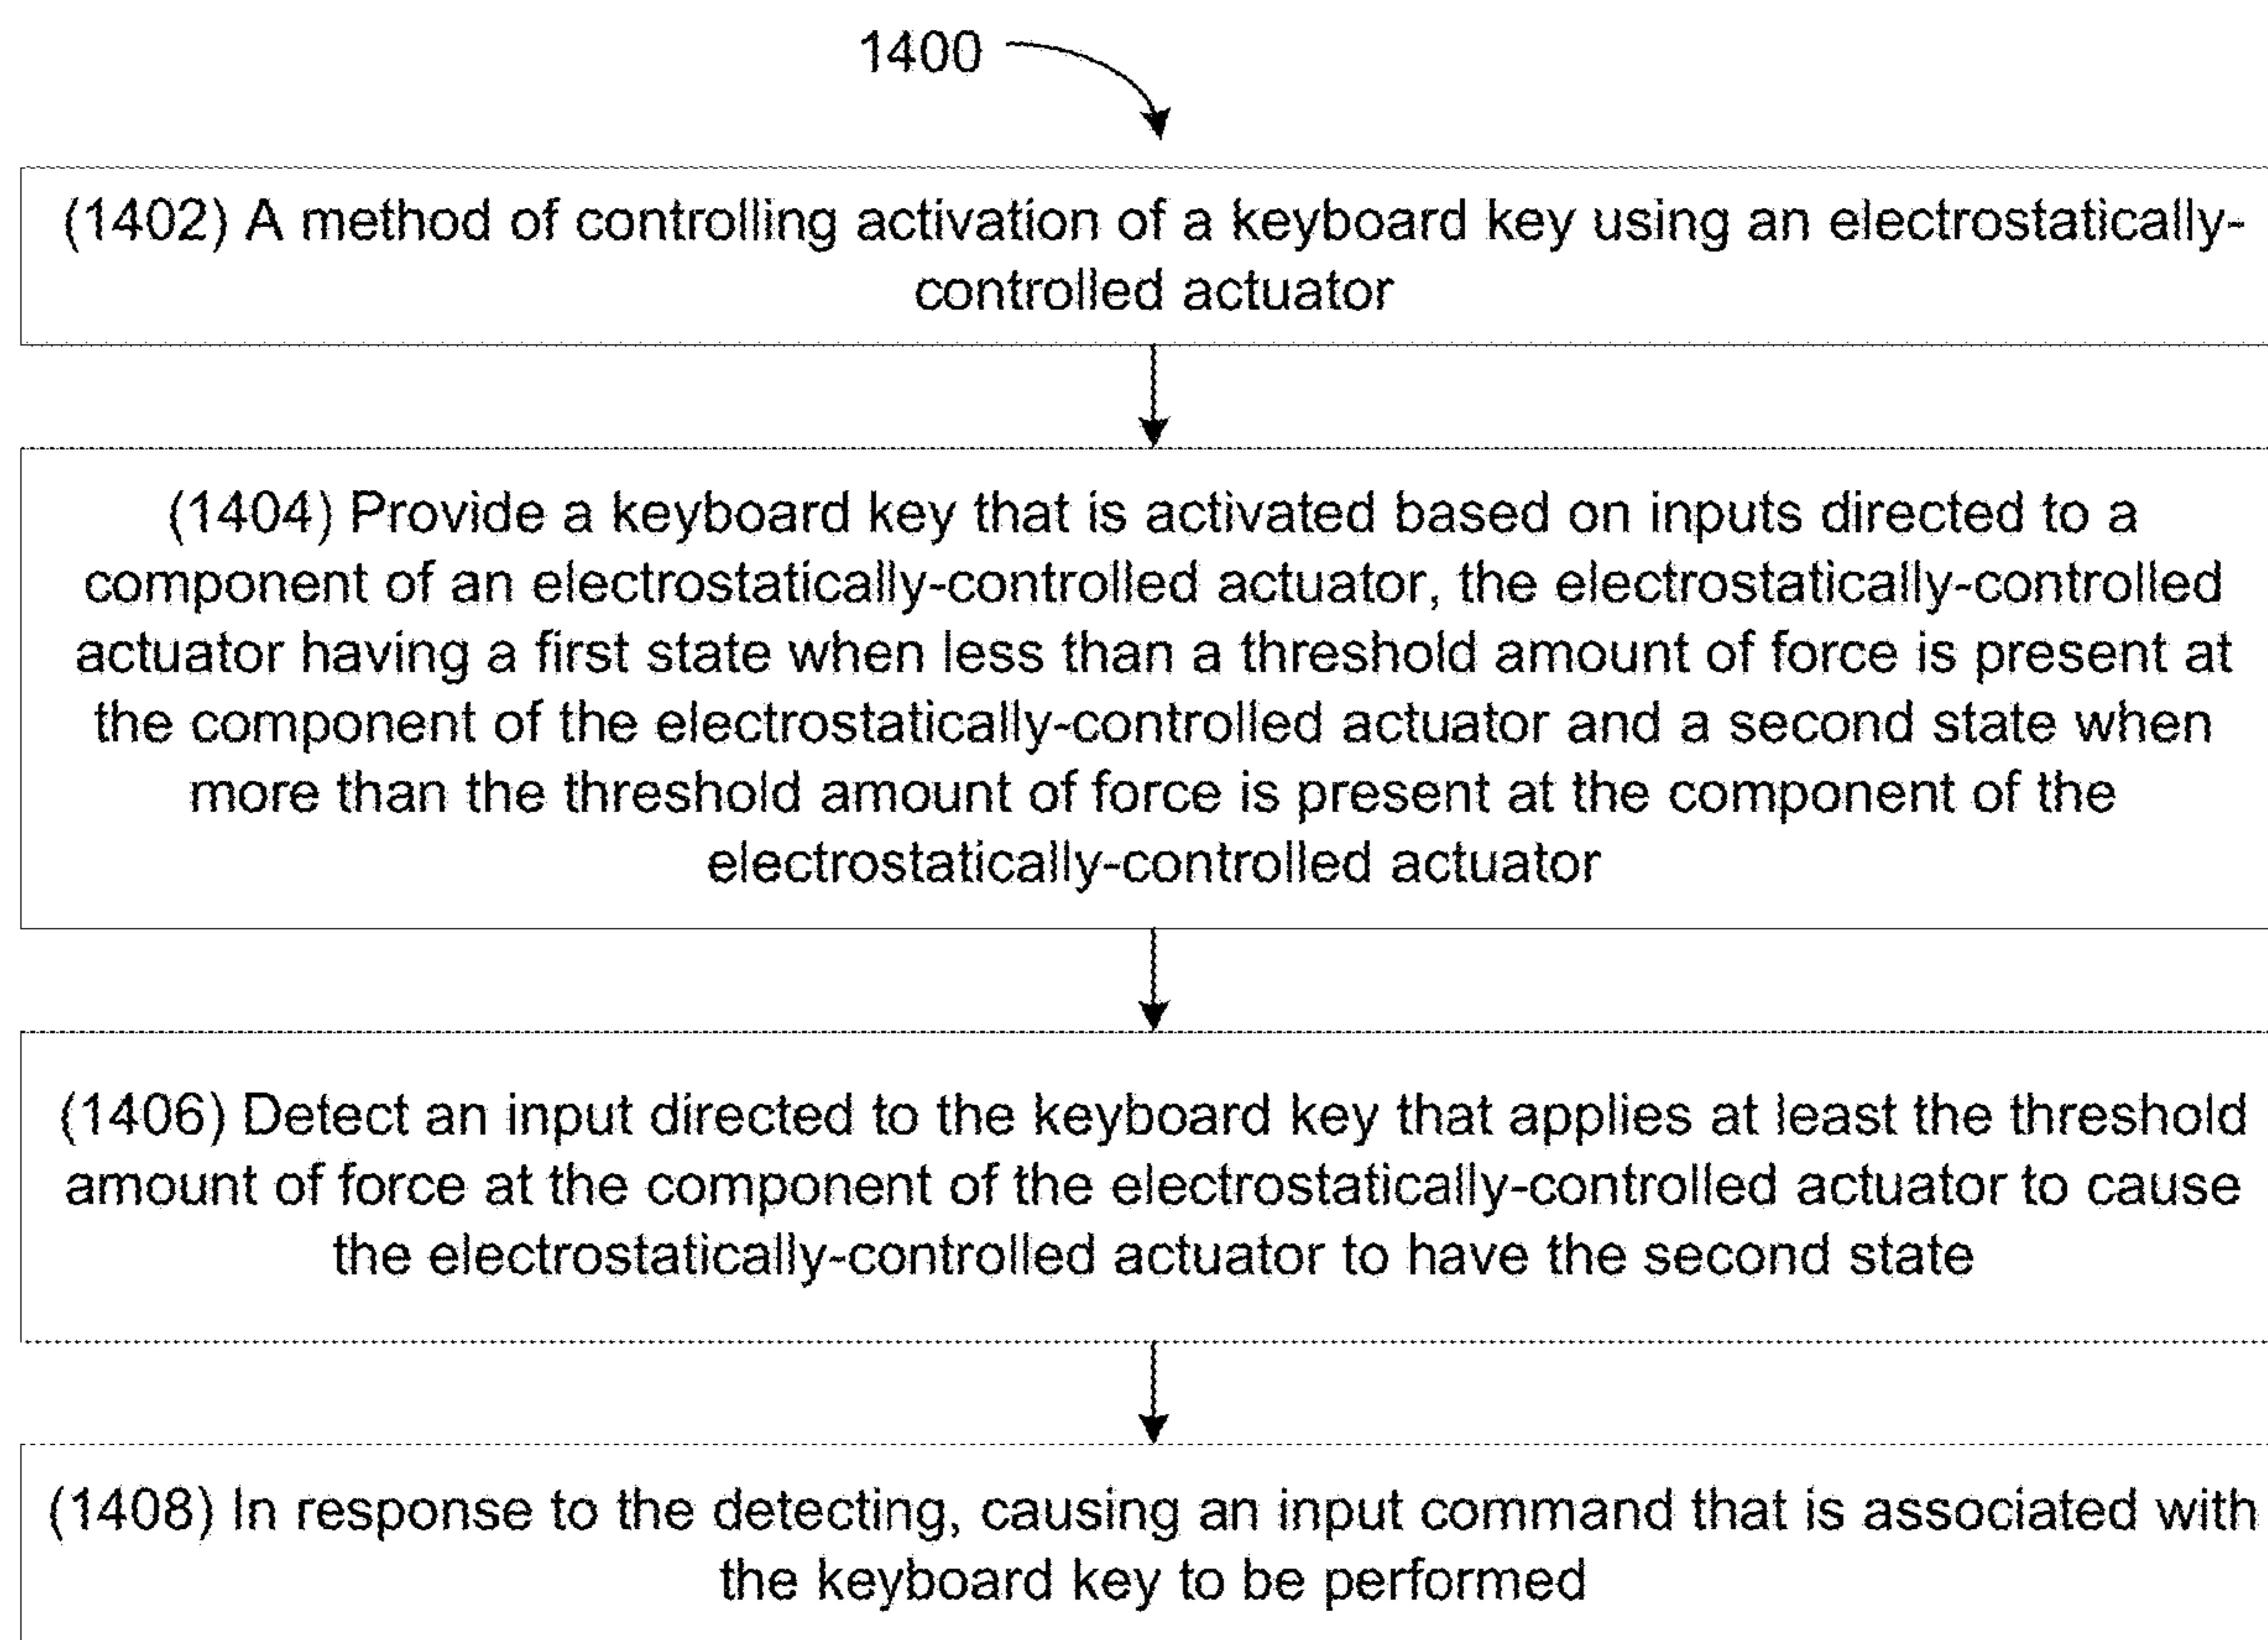 1400
(1402) A method of controlling activation of a keyboard key using an electrostatically-
controlled actuator
(1404) Provide a keyboard key that is activated based on inputs directed to a
component of an electrostatically-controlled actuator, the electrostatically-controlled
actuator having a first state when less than a threshold amount of force is present at
the component of the electrostatically-controlled actuator and a second state when
more than the threshold amount of force is present at the component of the
electrostatically-controlled actuator
(1406) Detect an input directed to the keyboard key that applies at least the threshold
amount of force at the component of the electrostatically-controlled actuator to cause
the electrostatically-controlled actuator to have the second state
(1408) In response to the detecting, causing an input command that is associated with
the keyboard key to be performed